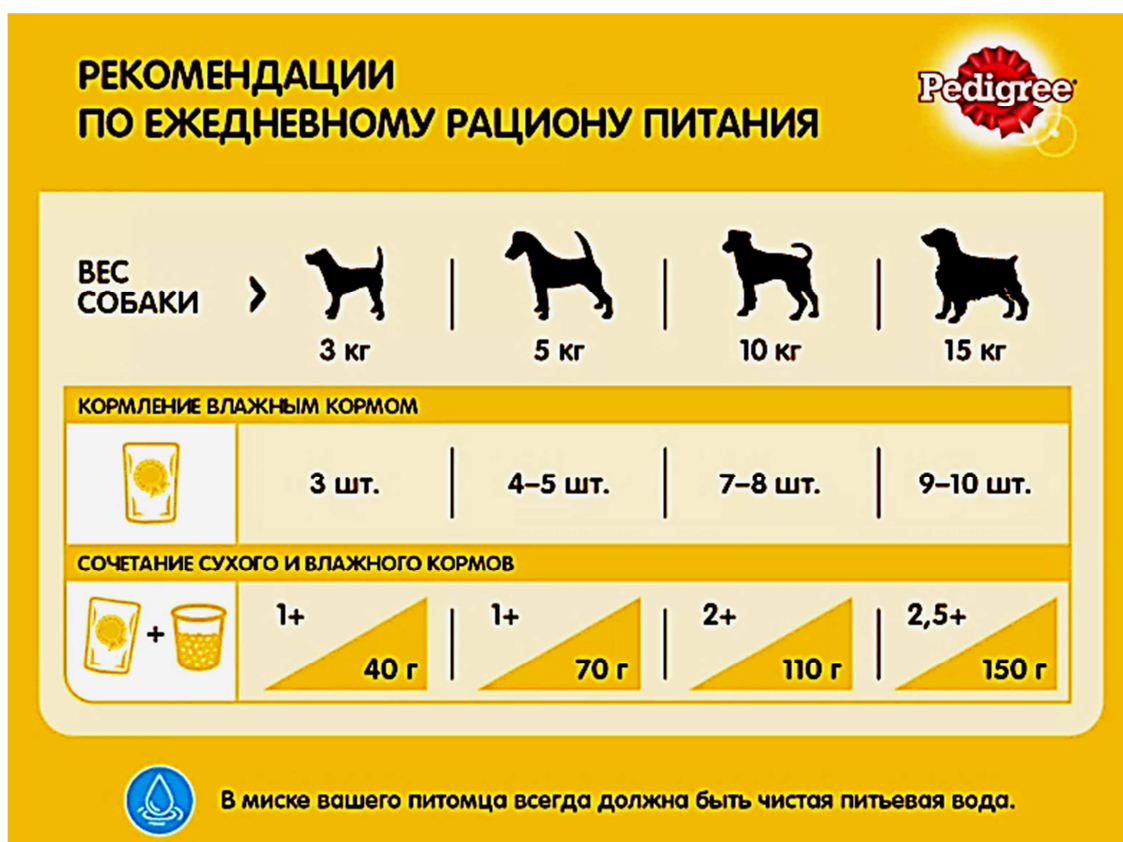 РЕКОМЕНДАЦИИ
ПО ЕЖЕДНЕВНОМУ РАЦИОНУ ПИТАНИЯ
Pedigree
ВЕС
СОБАКИ
3 кг
5 кг
10 кг
15 кг
КОРМЛЕНИЕ ВЛАЖНЫМ КОРМОМ
3 шт.
4–5 шт.
7–8 шт.
9–10 шт.
СОЧЕТАНИЕ СУХОГО И ВЛАЖНОГО КОРМОВ
+
1+
40 г
1+
70 г
2+
110 г
2,5+
150 г
В миске вашего питомца всегда должна быть чистая питьевая вода.